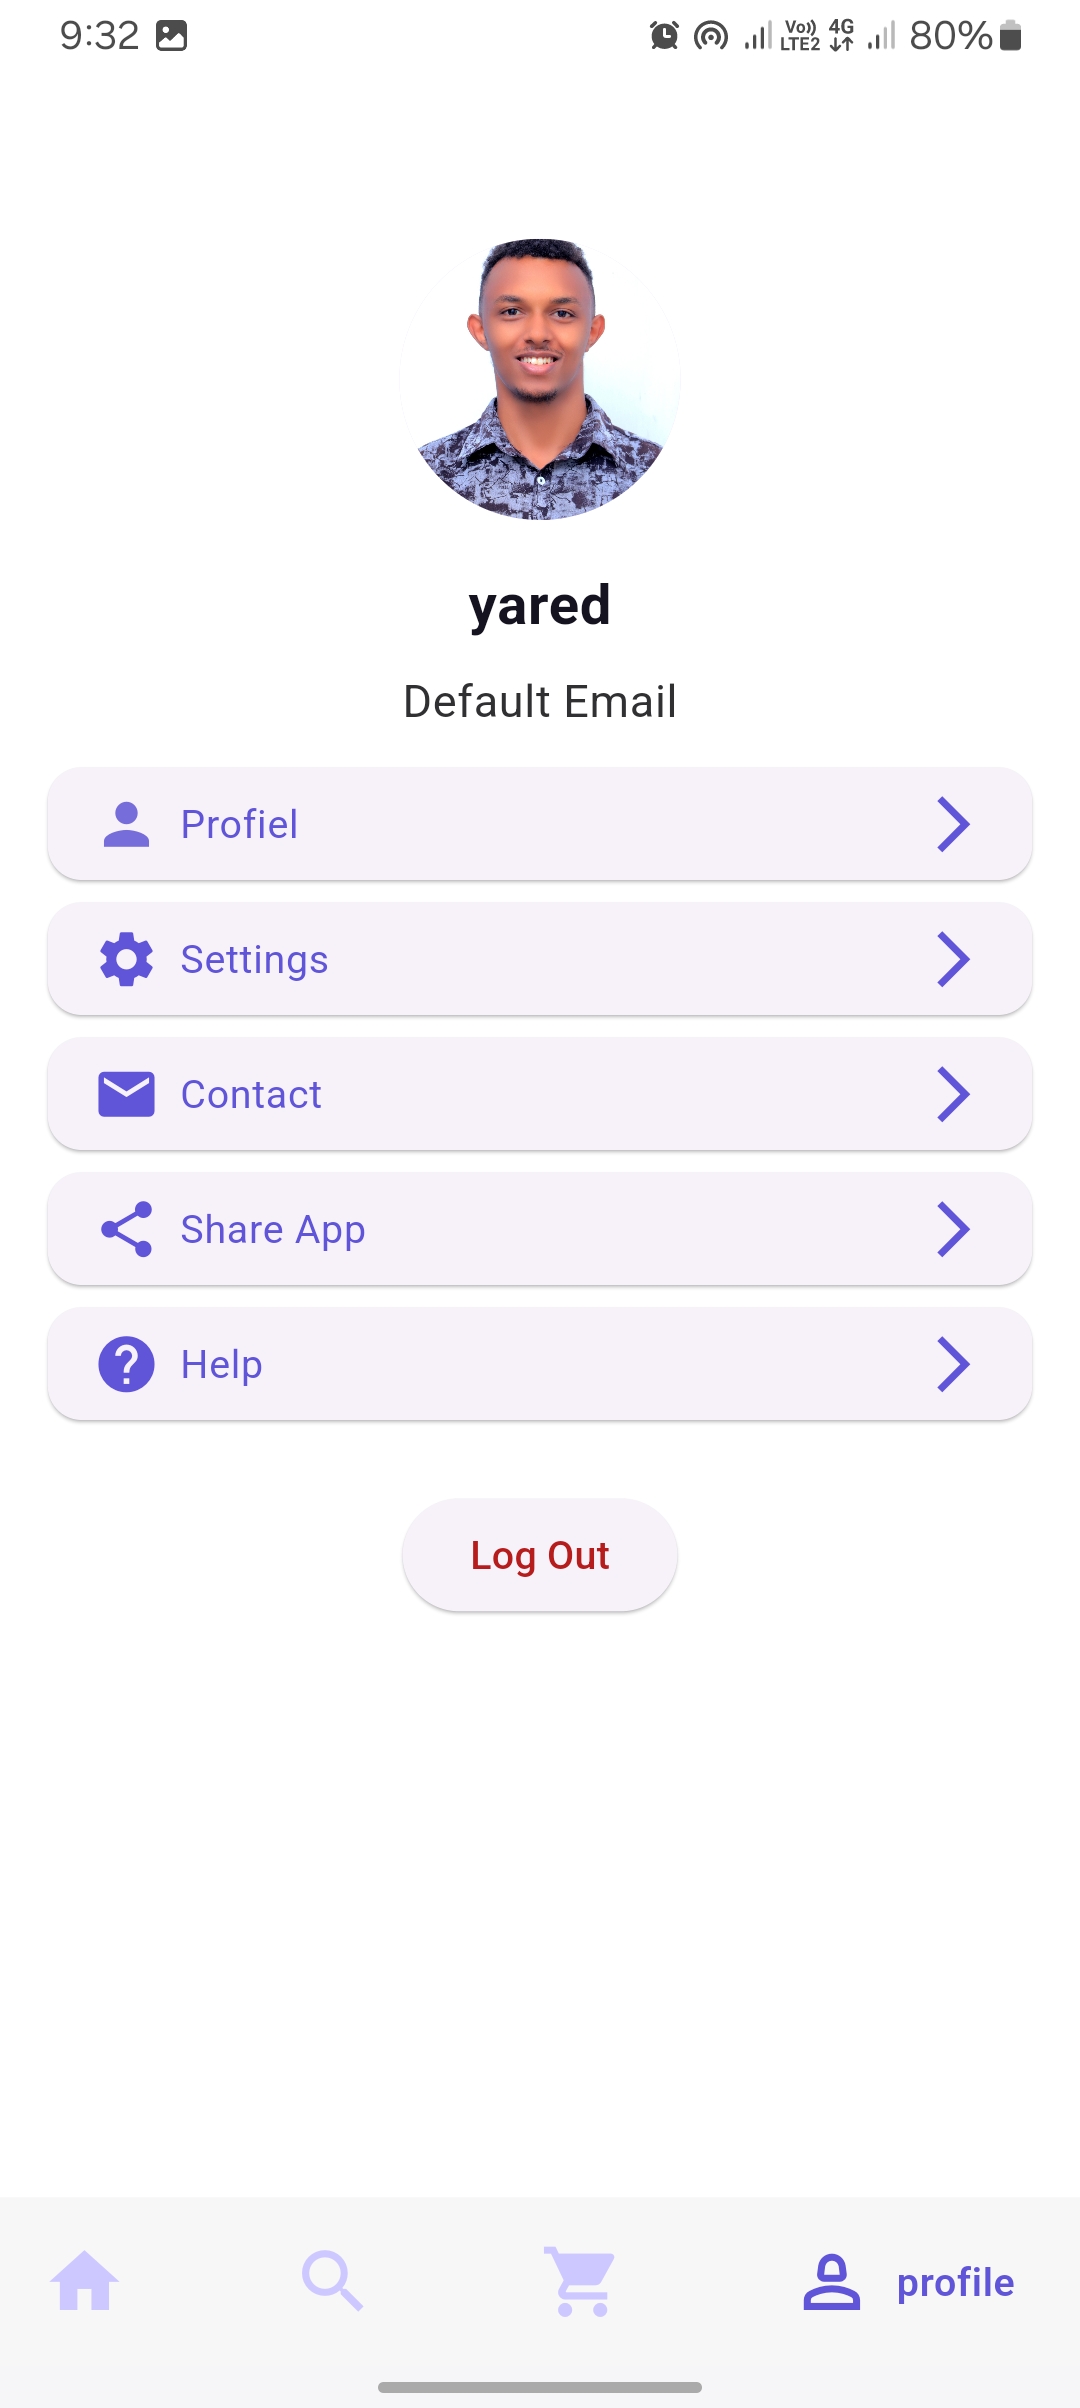 9:32 Vo)) LTE2 4G 80%
yared
Default Email
Profiel
Settings
Contact
Share App
Help
Log Out
profile